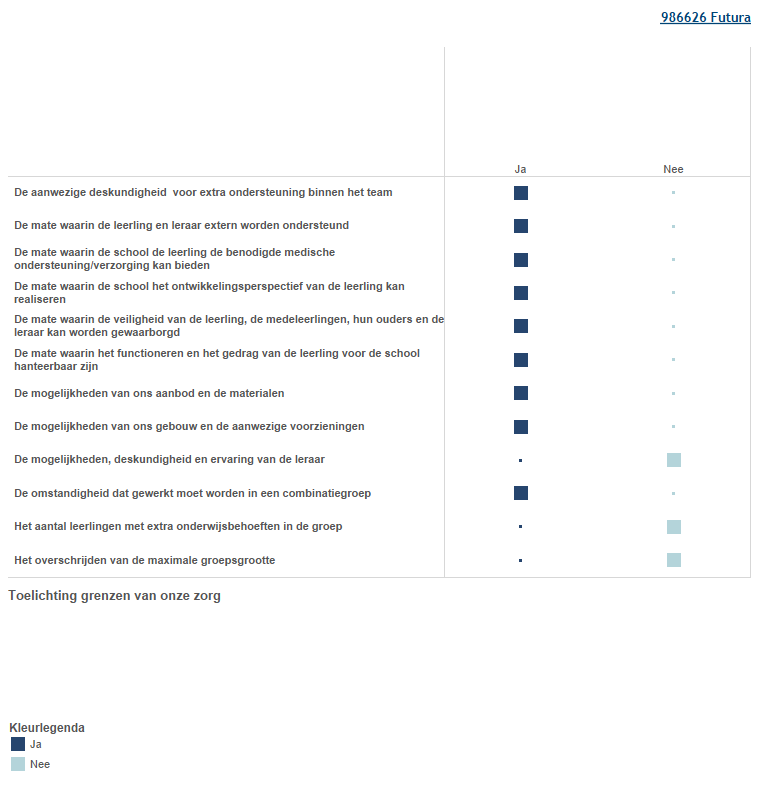 986626 Futura
Ja Nee
De aanwezige deskundigheid  voor extra ondersteuning binnen het team
De mate waarin de leerling en leraar extern worden ondersteund
De mate waarin de school de leerling de benodigde medische
ondersteuning/verzorging kan bieden
De mate waarin de school het ontwikkelingsperspectief van de leerling kan
realiseren
De mate waarin de veiligheid van de leerling, de medeleerlingen, hun ouders en de
leraar kan worden gewaarborgd
De mate waarin het functioneren en het gedrag van de leerling voor de school
hanteerbaar zijn
De mogelijkheden van ons aanbod en de materialen
De mogelijkheden van ons gebouw en de aanwezige voorzieningen
De mogelijkheden, deskundigheid en ervaring van de leraar
De omstandigheid dat gewerkt moet worden in een combinatiegroep
Het aantal leerlingen met extra onderwijsbehoeften in de groep
Het overschrijden van de maximale groepsgrootte
Toelichting grenzen van onze zorg
Kleurlegenda
Ja
Nee